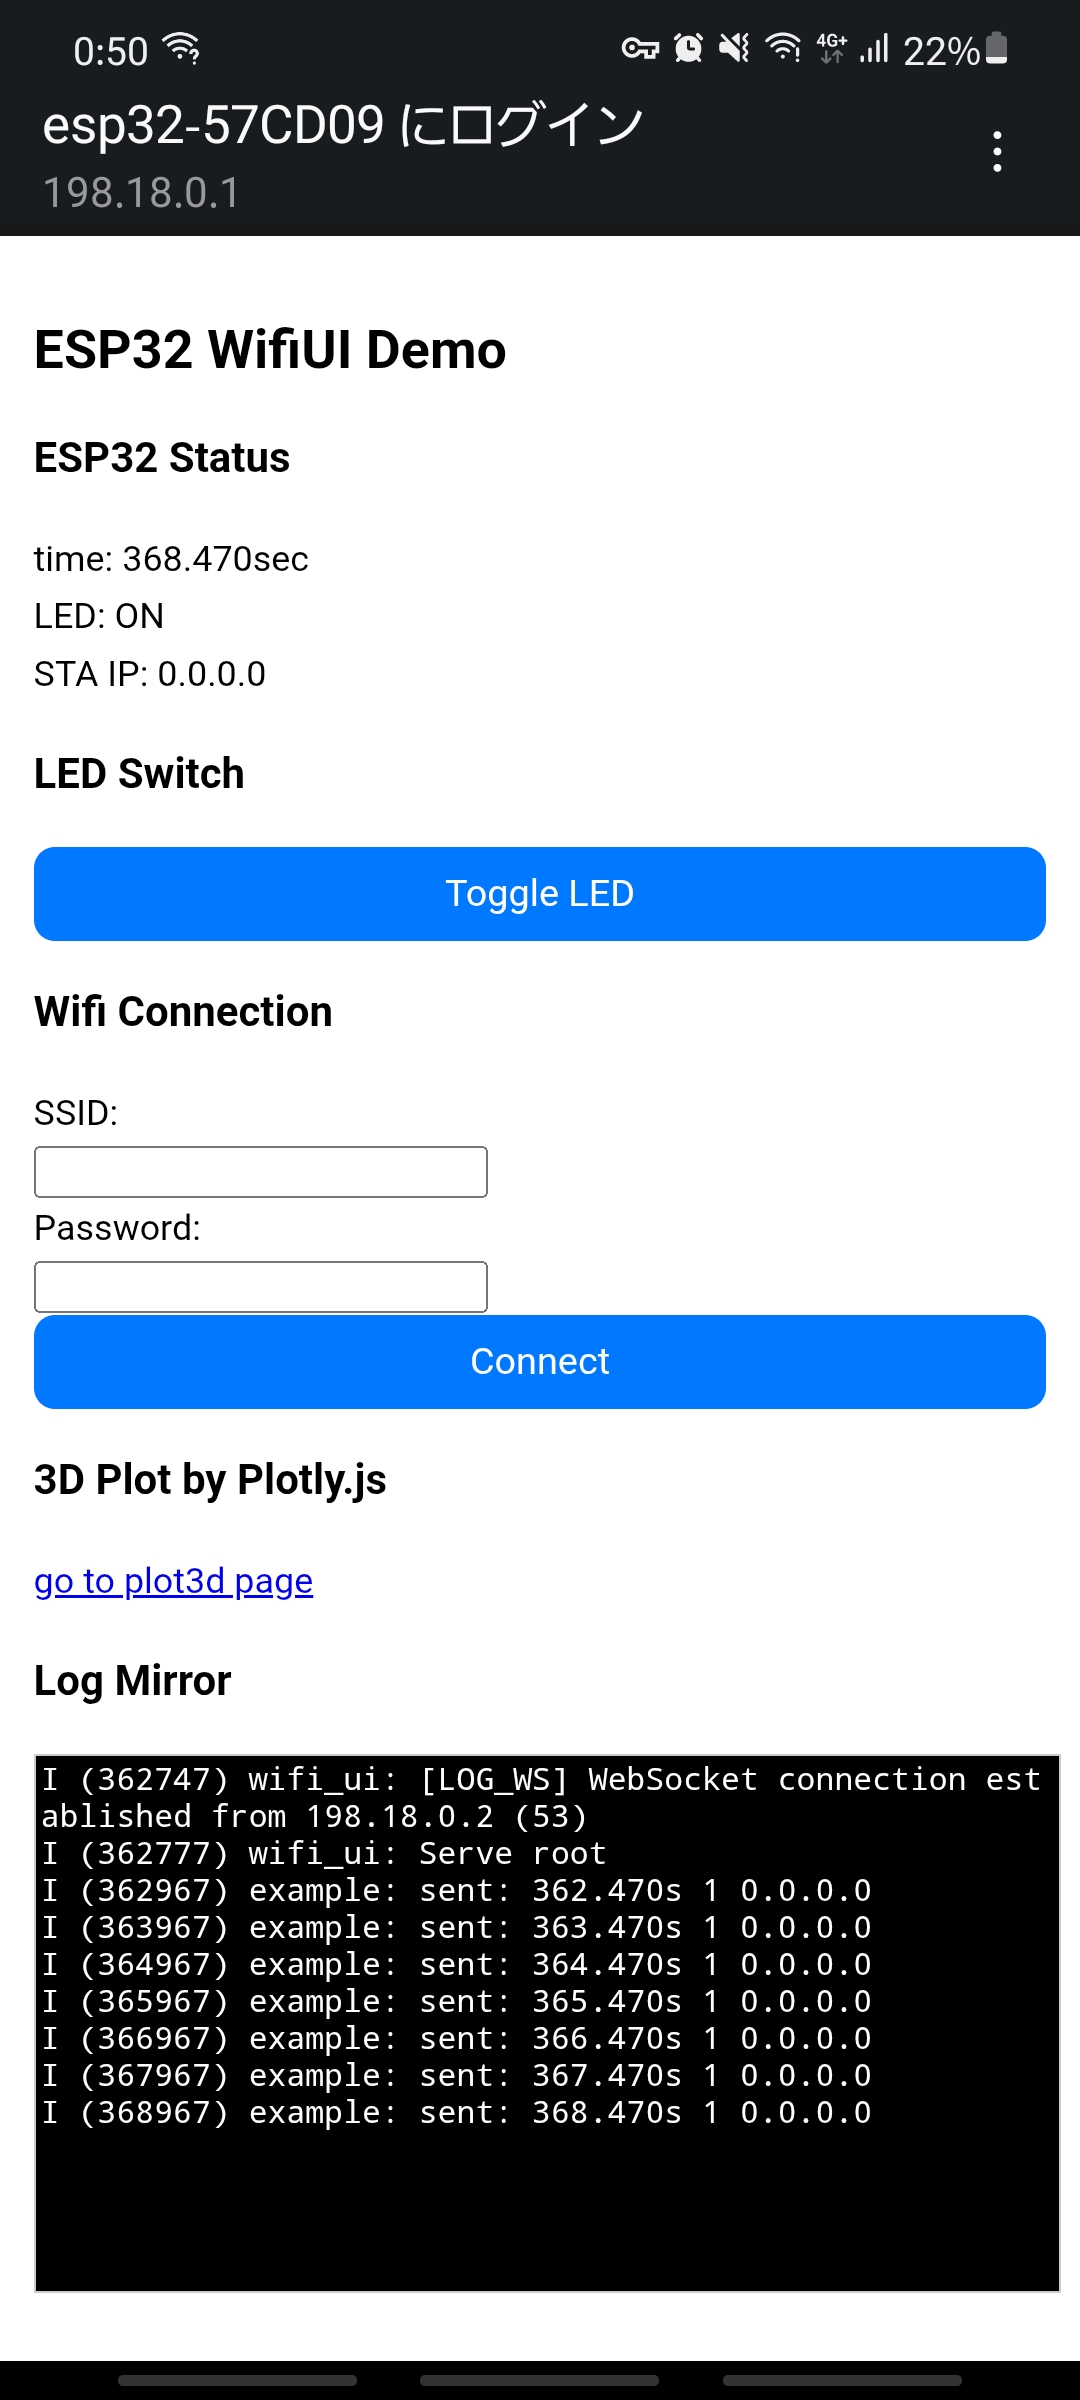 0:50
4G+ 22%
esp32-57CD09 にログイン
198.18.0.1
ESP32 WifiUI Demo
ESP32 Status
time: 368.470sec
LED: ON
STA IP: 0.0.0.0
LED Switch
Toggle LED
Wifi Connection
SSID:
Password:
Connect
3D Plot by Plotly.js
go to plot3d page
Log Mirror
I (362747) wifi_ui: [LOG_WS] WebSocket connection est
ablished from 198.18.0.2 (53)
I (362777) wifi_ui: Serve root
I (362967) example: sent: 362.470s 1 0.0.0.0
I (363967) example: sent: 363.470s 1 0.0.0.0
I (364967) example: sent: 364.470s 1 0.0.0.0
I (365967) example: sent: 365.470s 1 0.0.0.0
I (366967) example: sent: 366.470s 1 0.0.0.0
I (367967) example: sent: 367.470s 1 0.0.0.0
I (368967) example: sent: 368.470s 1 0.0.0.0